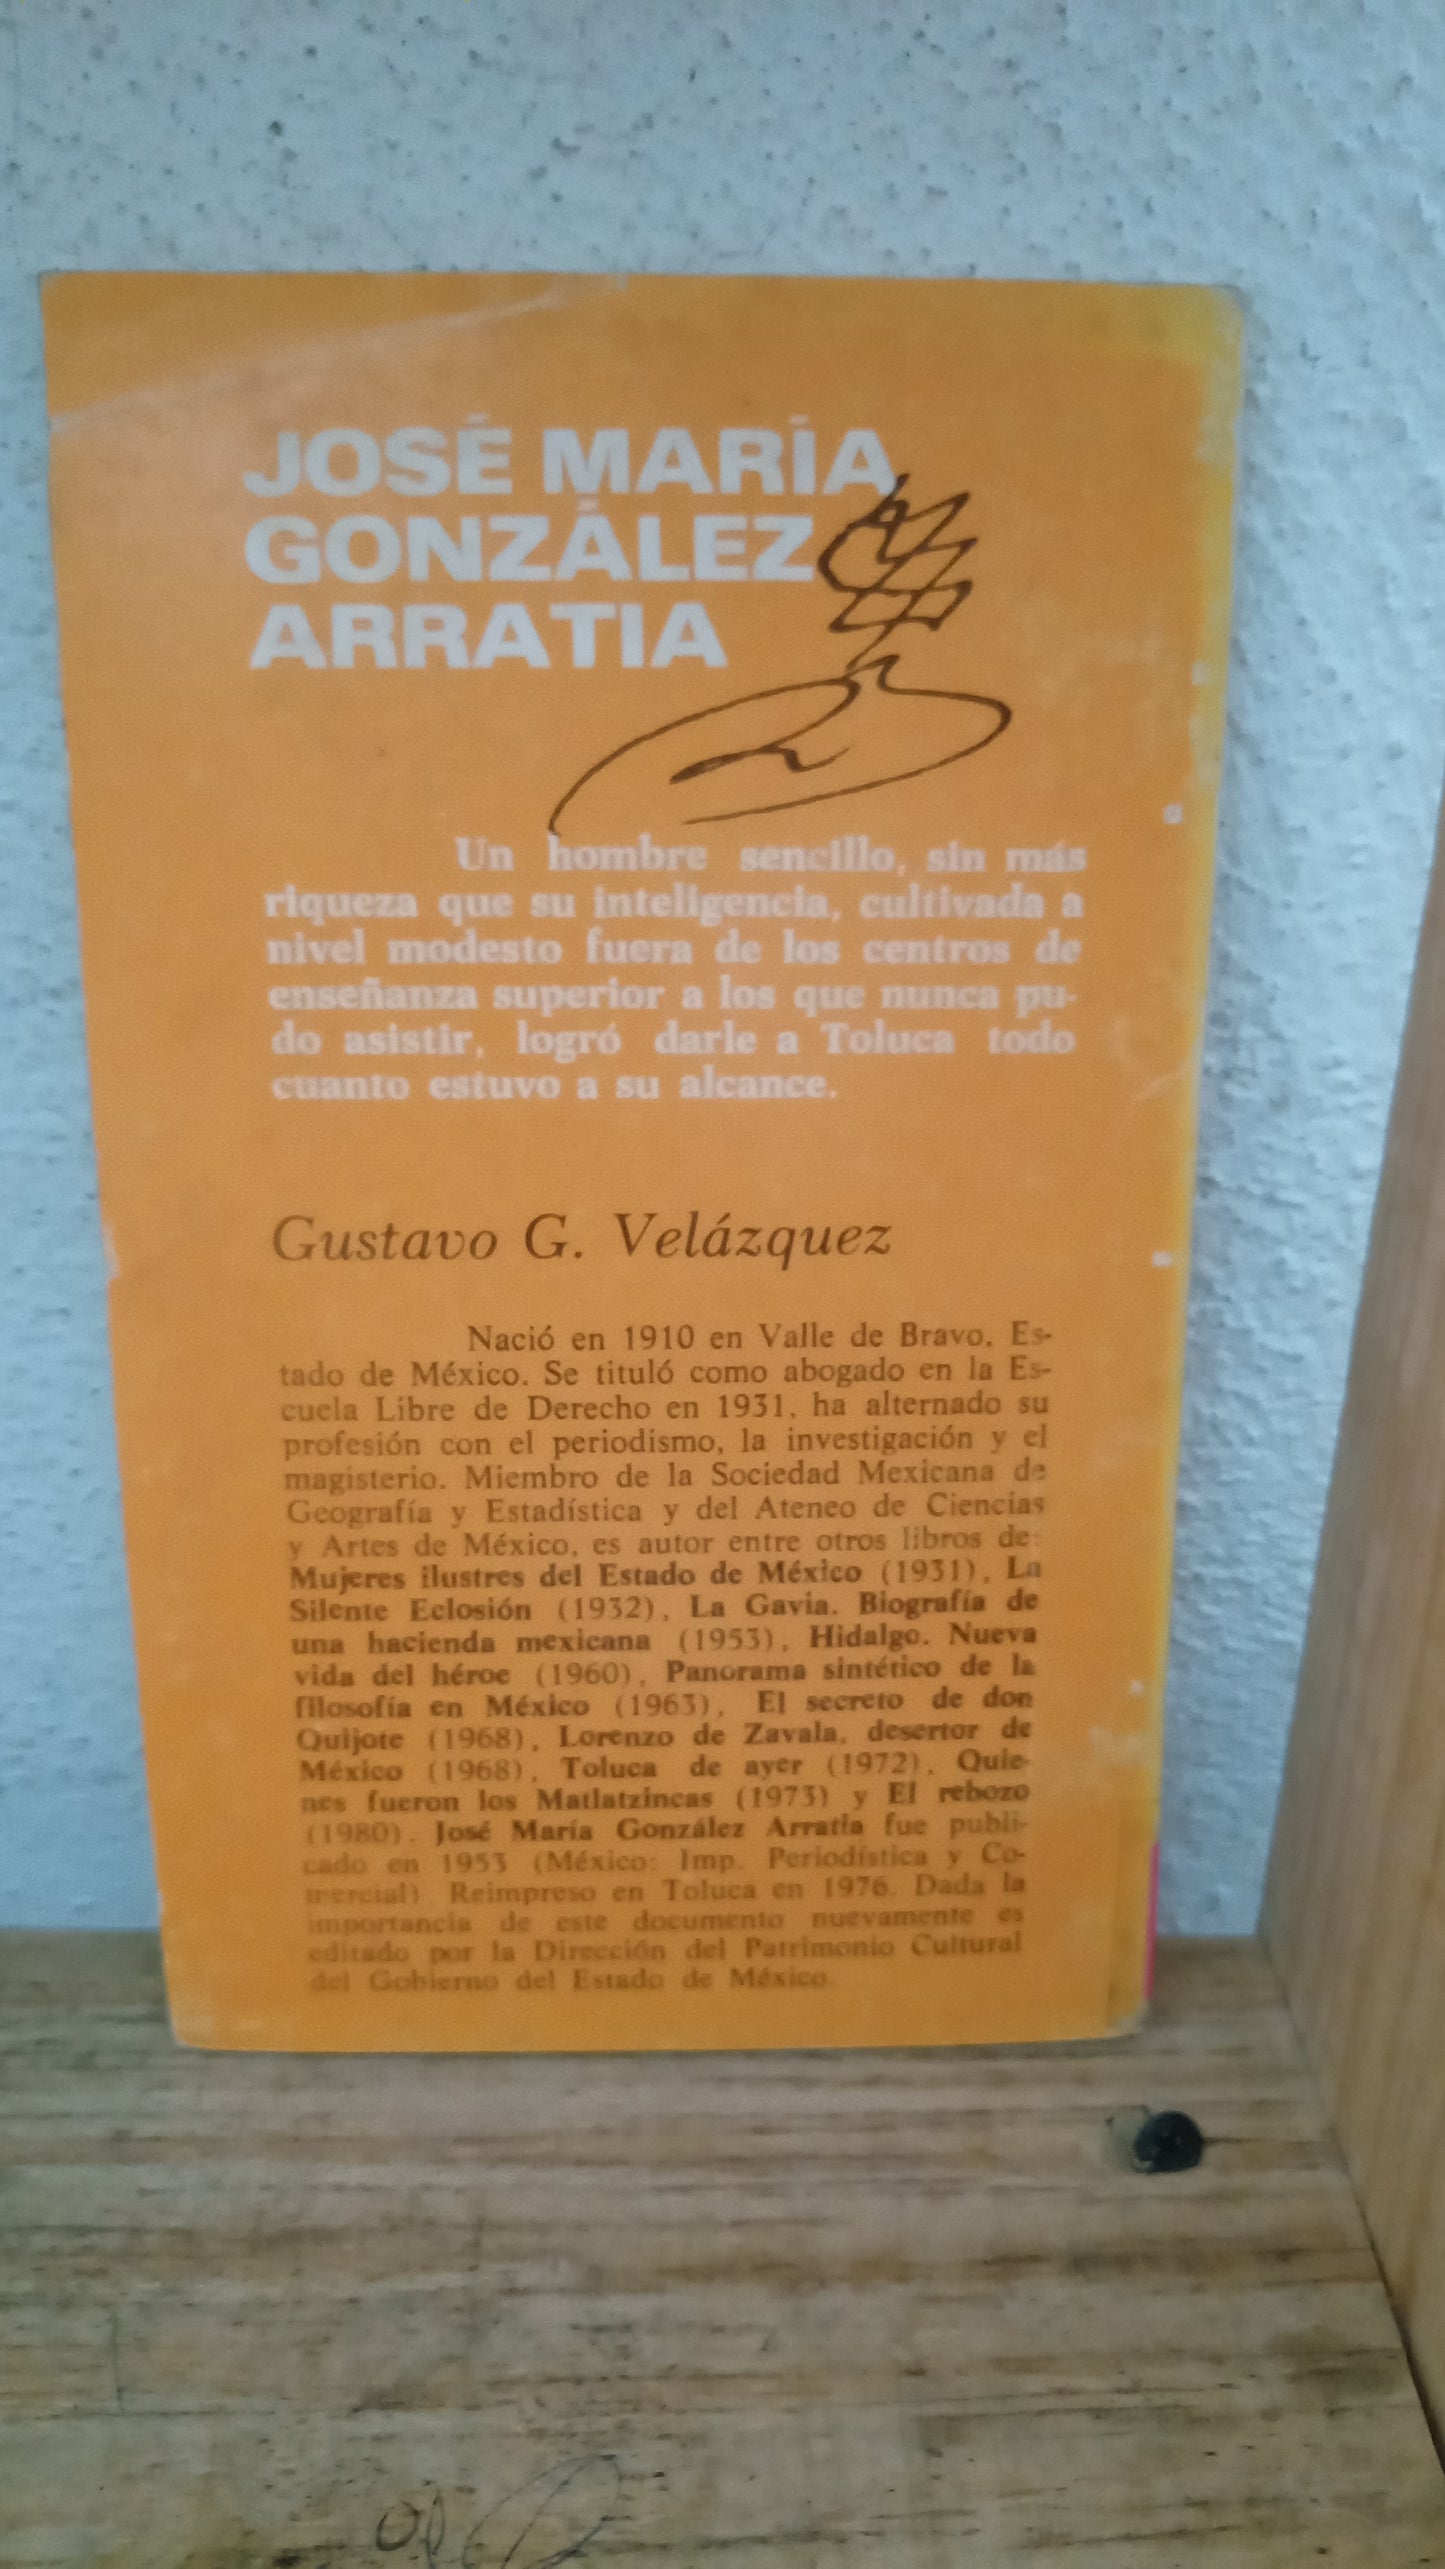 JOSÉ MARÍA
GONZÁLEZ
ARRATIA
Un hombre sencillo, sin más
riqueza que su inteligencia, cultivada a
nivel modesto fuera de los centros de
enseñanza superior a los que nunca pu-
do asistir, logró darle a Toluca todo
cuanto estuvo a su alcance.
Gustavo G. Velázquez
Nació en 1910 en Valle de Bravo, Es-
tado de México. Se tituló como abogado en la Es-
cuela Libre de Derecho en 1931, ha alternado su
profesión con el periodismo, la investigación y el
magisterio. Miembro de la Sociedad Mexicana de
Geografía y Estadística y del Ateneo de Ciencias
y Artes de México, es autor entre otros libros de:
Mujeres ilustres del Estado de México (1931), La
Silente Eclosión (1932), La Gavia. Biografía de
una hacienda mexicana (1953), Hidalgo. Nueva
vida del héroe (1960), Panorama sintético de la
filosofía en México (1963), El secreto de don
Quijote (1968), Lorenzo de Zavala, desertor de
México (1968), Toluca de ayer (1972), Quie-
nes fueron los Matlatzincas (1973) y El rebozo
(1980). José María González Arratia fue publi-
cado en 1953 (México: Imp. Periodística y Co-
mercial). Reimpreso en Toluca en 1976. Dada la
importancia de este documento nuevamente es
editado por la Dirección del Patrimonio Cultural
del Gobierno del Estado de México.